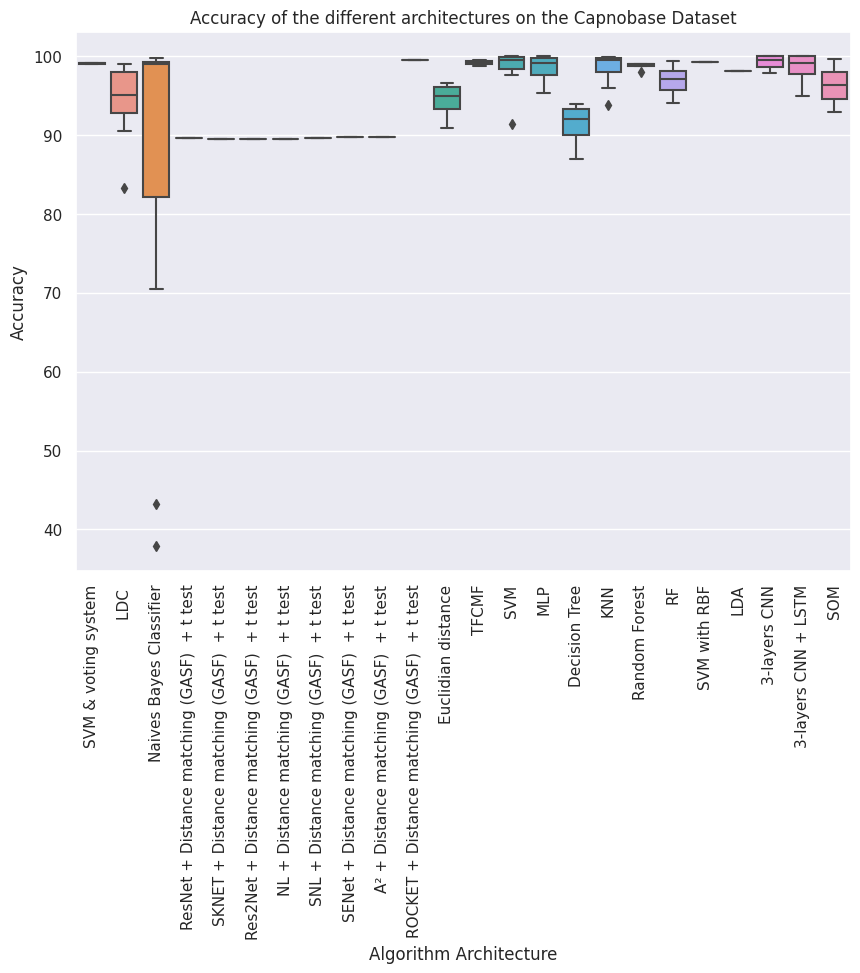 Accuracy of the different architectures on the Capnobase Dataset
100
90
80
70
60
50
40
Accuracy
SVM & voting system
LDC
Naives Bayes Classifier
ResNet + Distance matching (GASF) + t test
SKNET + Distance matching (GASF) + t test
Res2Net + Distance matching (GASF) + t test
NL + Distance matching (GASF) + t test
SNL + Distance matching (GASF) + t test
SENet + Distance matching (GASF) + t test
A² + Distance matching (GASF) + t test
ROCKET + Distance matching (GASF) + t test
Euclidian distance
TFCMF
SVM
MLP
Decision Tree
KNN
Random Forest
RF
SVM with RBF
LDA
3-layers CNN
3-layers CNN + LSTM
SOM
Algorithm Architecture